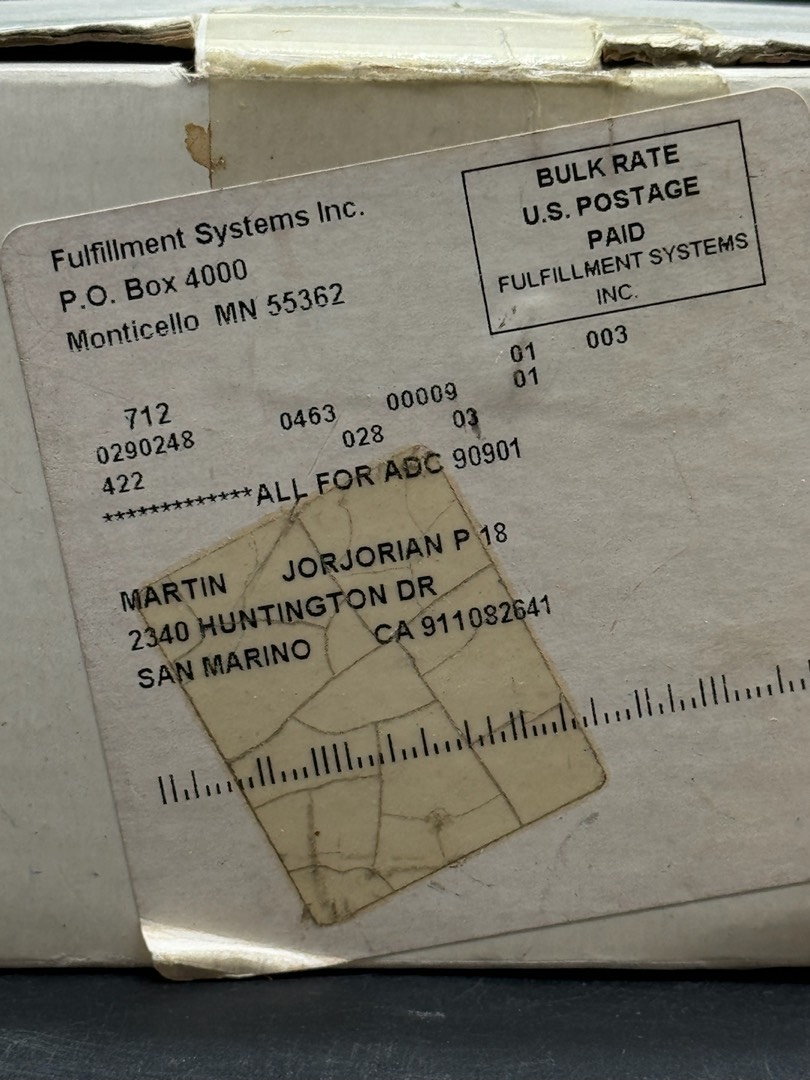 Fulfillment Systems Inc.
P.O. Box 4000
Monticello MN 55362
BULK RATE
U.S. POSTAGE
PAID
FULFILLMENT SYSTEMS
INC.
712 0463 00009 01 003
0290248 028 03 01
422
************ALL FOR ADC 90901
MARTIN JORJORIAN P 18
2340 HUNTINGTON DR
SAN MARINO CA 911082641